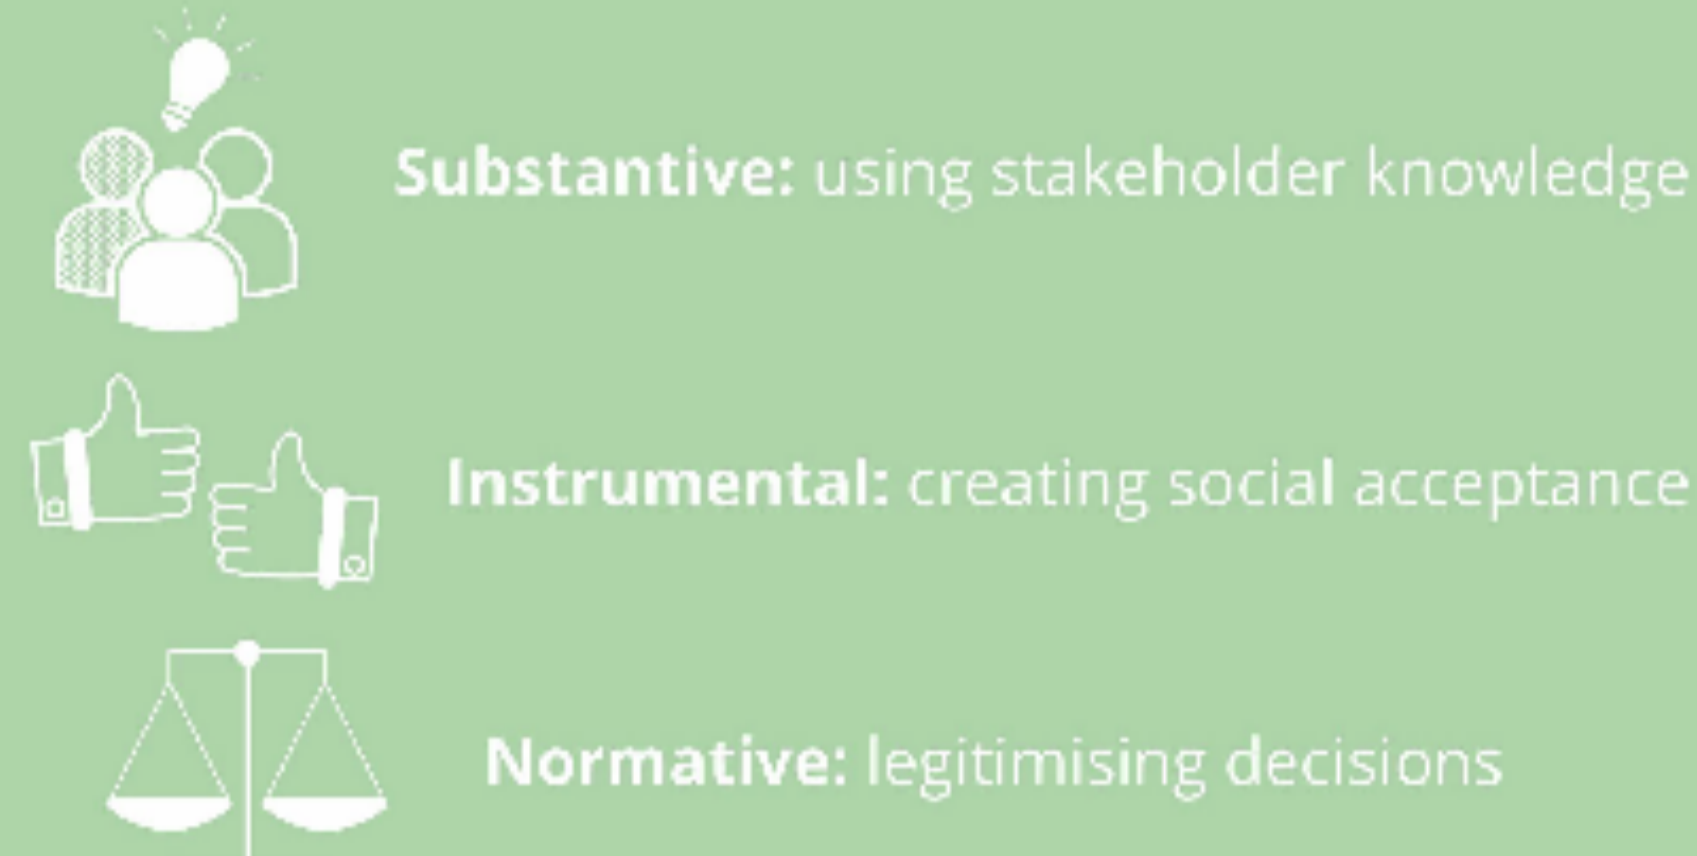 Substantive: using stakeholder knowledge
Instrumental: creating social acceptance
Normative: legitimising decisions